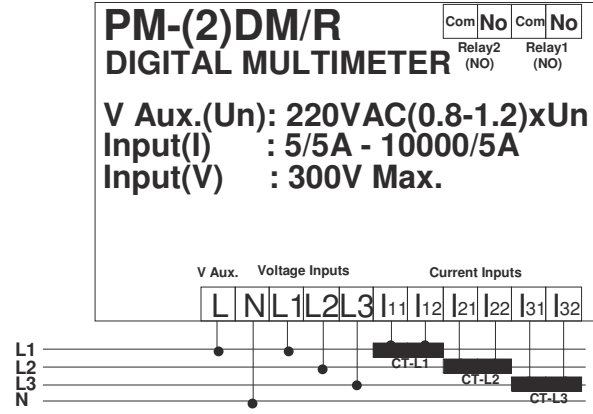 PM-(2)DM/R
Com No Com No
Relay2 (NO) Relay1 (NO)
DIGITAL MULTIMETER
V Aux.(Un): 220VAC(0.8-1.2)xUn
Input(I) : 5/5A - 10000/5A
Input(V) : 300V Max.
V Aux. Voltage Inputs Current Inputs
L N L1 L2 L3 I11 I12 I21 I22 I31 I32
L1 CT-L1
L2 CT-L2
L3 CT-L3
N